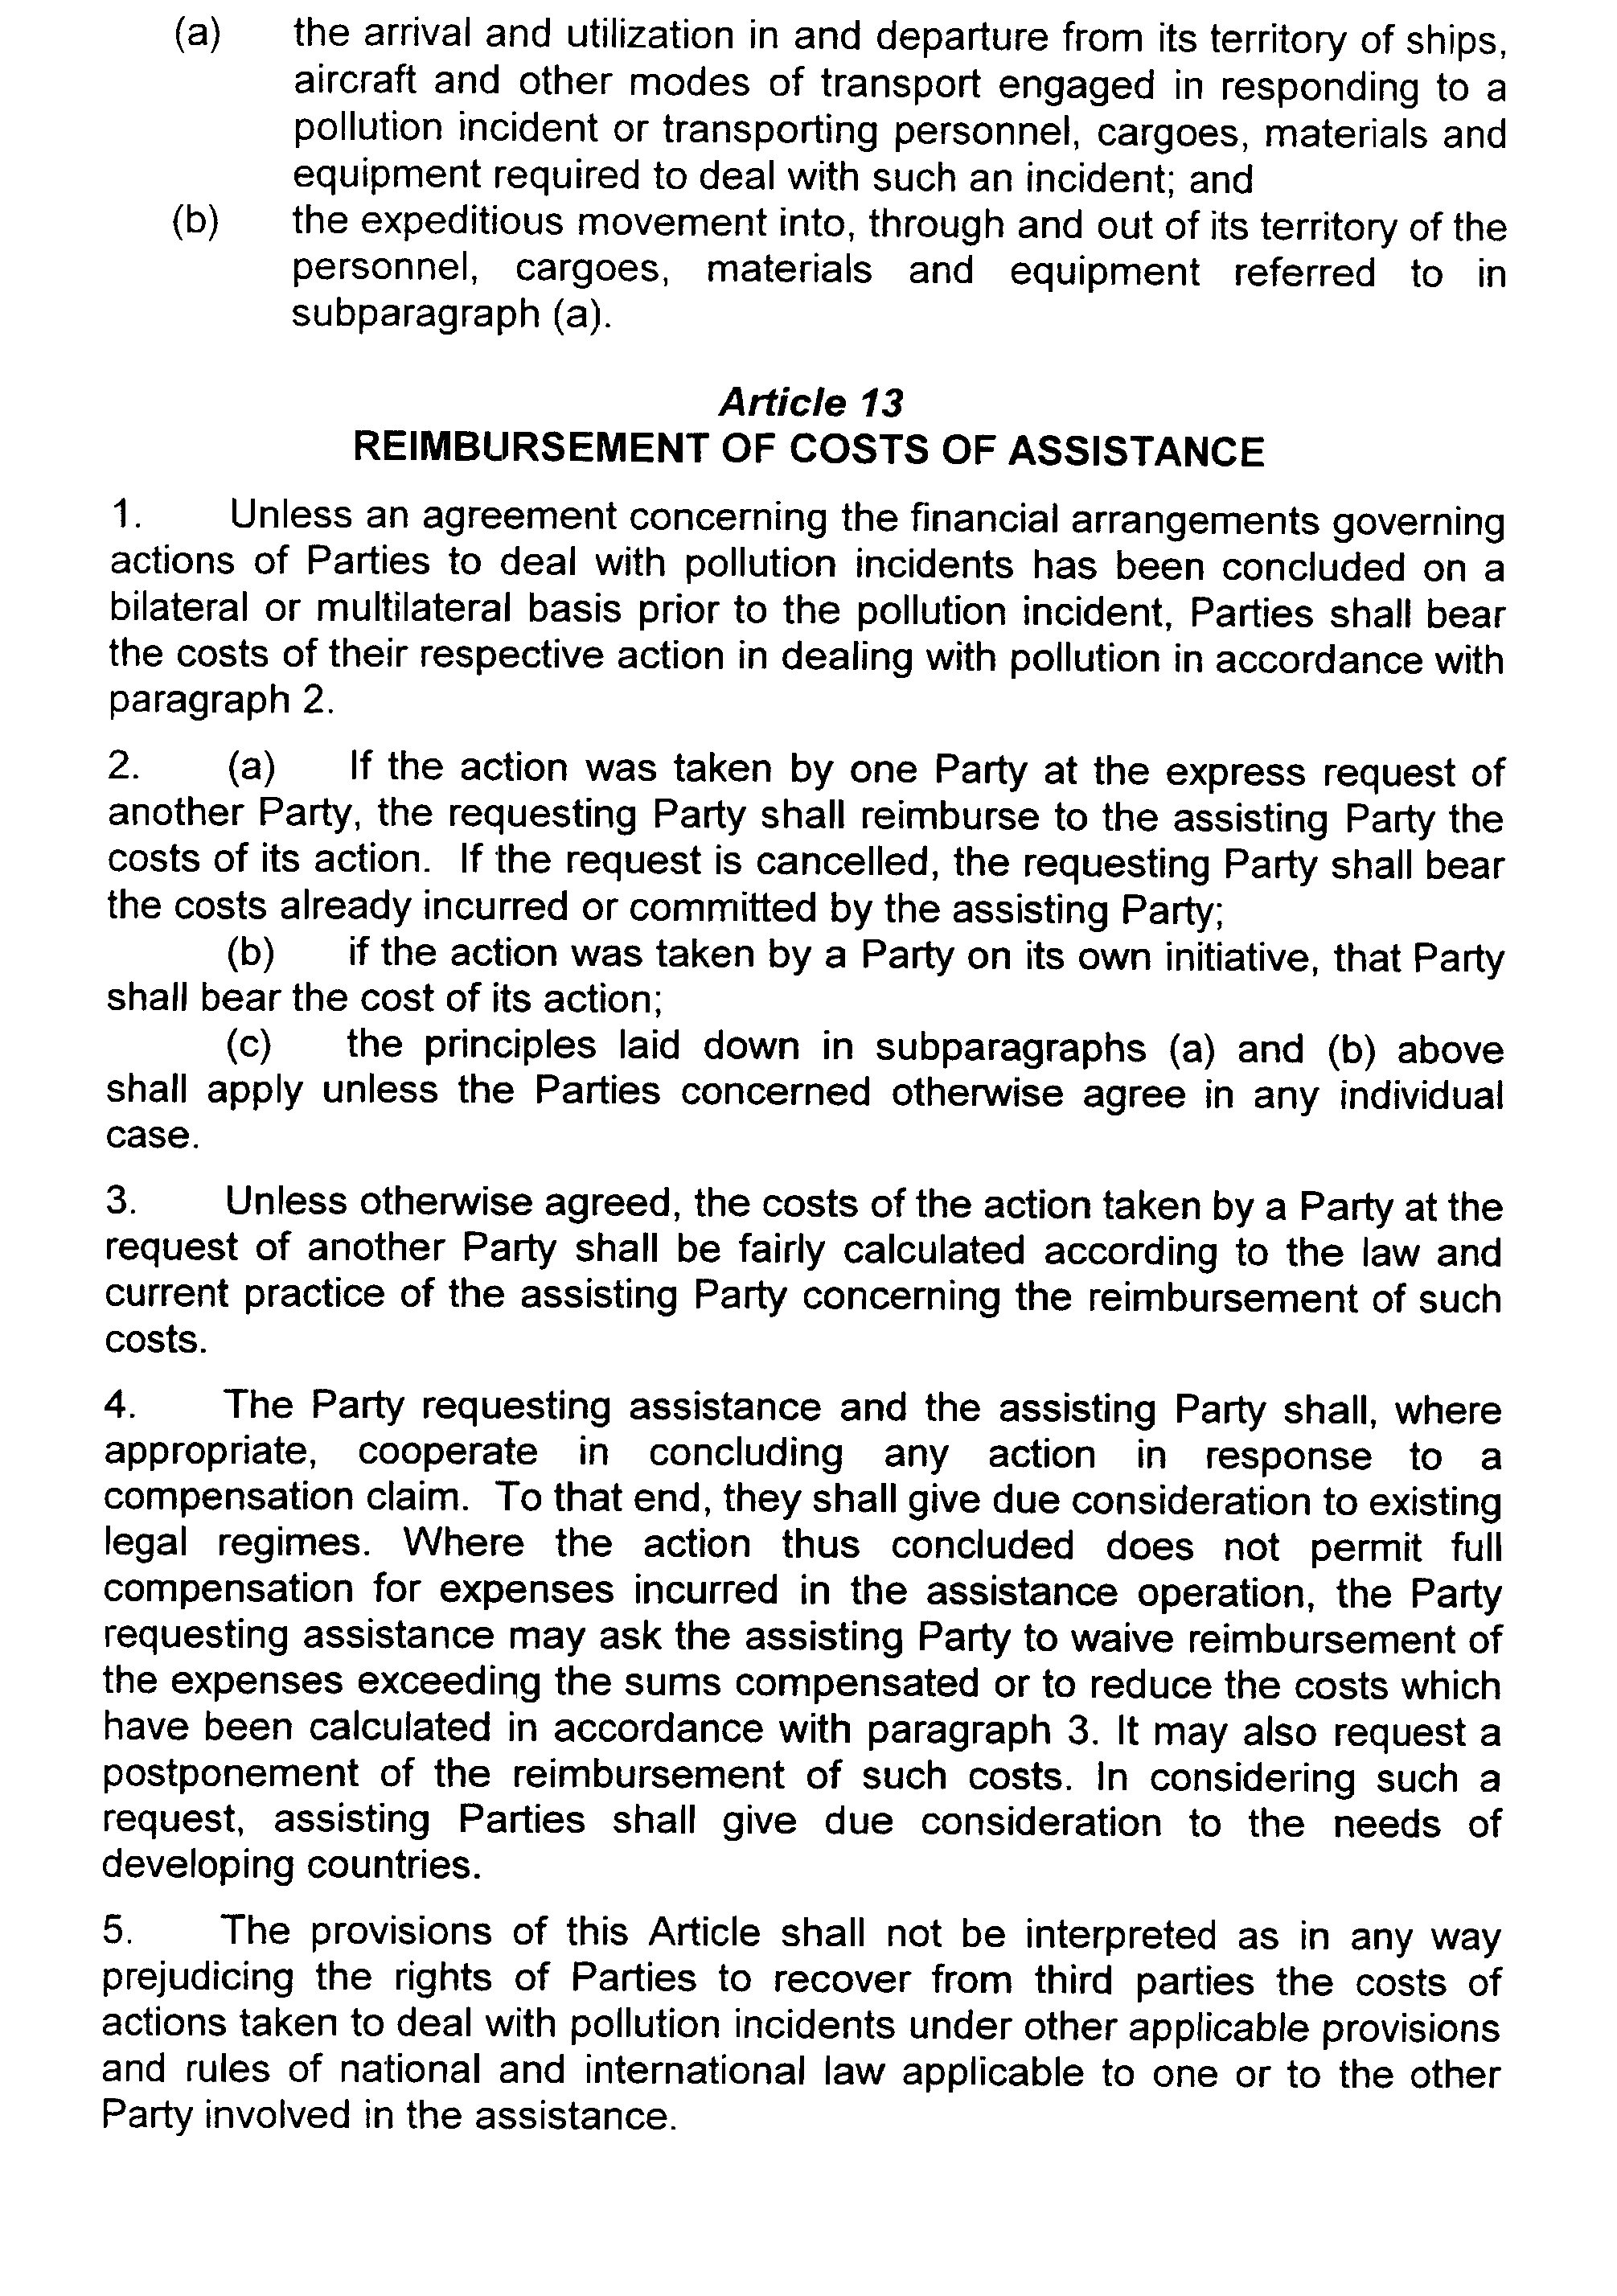 (a) the arrival and utilization in and departure from its territory of ships,
aircraft and other modes of transport engaged in responding to a
pollution incident or transporting personnel, cargoes, materials and
equipment required to deal with such an incident; and
(b) the expeditious movement into, through and out of its territory of the
personnel, cargoes, materials and equipment referred to in
subparagraph (a).
Article 13
REIMBURSEMENT OF COSTS OF ASSISTANCE
1. Unless an agreement concerning the financial arrangements governing
actions of Parties to deal with pollution incidents has been concluded on a
bilateral or multilateral basis prior to the pollution incident, Parties shall bear
the costs of their respective action in dealing with pollution in accordance with
paragraph 2.
2. (a) If the action was taken by one Party at the express request of
another Party, the requesting Party shall reimburse to the assisting Party the
costs of its action. If the request is cancelled, the requesting Party shall bear
the costs already incurred or committed by the assisting Party;
(b) if the action was taken by a Party on its own initiative, that Party
shall bear the cost of its action;
(c) the principles laid down in subparagraphs (a) and (b) above
shall apply unless the Parties concerned otherwise agree in any individual
case.
3. Unless otherwise agreed, the costs of the action taken by a Party at the
request of another Party shall be fairly calculated according to the law and
current practice of the assisting Party concerning the reimbursement of such
costs.
4. The Party requesting assistance and the assisting Party shall, where
appropriate, cooperate in concluding any action in response to a
compensation claim. To that end, they shall give due consideration to existing
legal regimes. Where the action thus concluded does not permit full
compensation for expenses incurred in the assistance operation, the Party
requesting assistance may ask the assisting Party to waive reimbursement of
the expenses exceeding the sums compensated or to reduce the costs which
have been calculated in accordance with paragraph 3. It may also request a
postponement of the reimbursement of such costs. In considering such a
request, assisting Parties shall give due consideration to the needs of
developing countries.
5. The provisions of this Article shall not be interpreted as in any way
prejudicing the rights of Parties to recover from third parties the costs of
actions taken to deal with pollution incidents under other applicable provisions
and rules of national and international law applicable to one or to the other
Party involved in the assistance.